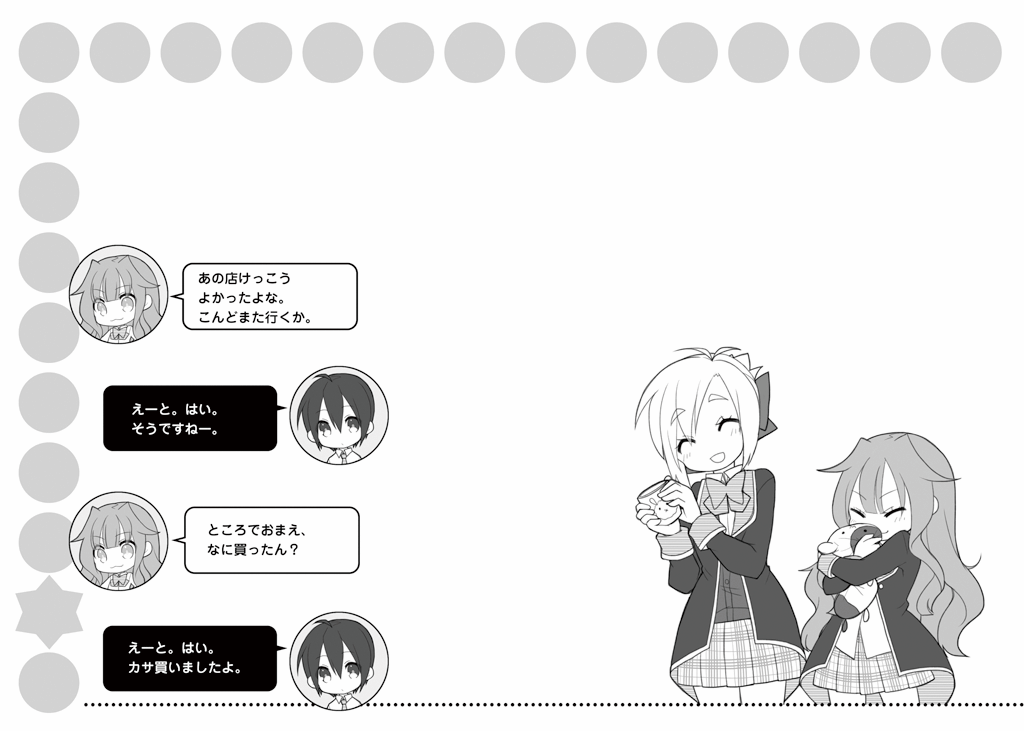 あの店けっこう
よかったよな。
こんどまた行くか。
えーと。はい。
そうですねー。
ところでおまえ、
なに買ったん？
えーと。はい。
カサ買いましたよ。